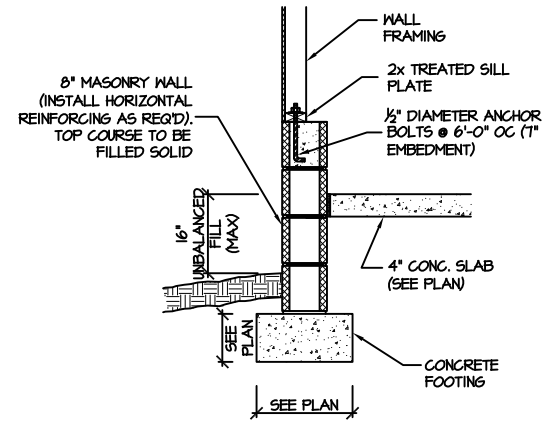 WALL
FRAMING
8" MASONRY WALL
(INSTALL HORIZONTAL
REINFORCING AS REQ'D).
TOP COURSE TO BE
FILLED SOLID
2x TREATED SILL
PLATE
½" DIAMETER ANCHOR
BOLTS @ 6'-0" OC (7"
EMBEDMENT)
16"
UNBALANCED
FILL
(MAX)
4" CONC. SLAB
(SEE PLAN)
SEE
PLAN
CONCRETE
FOOTING
SEE PLAN